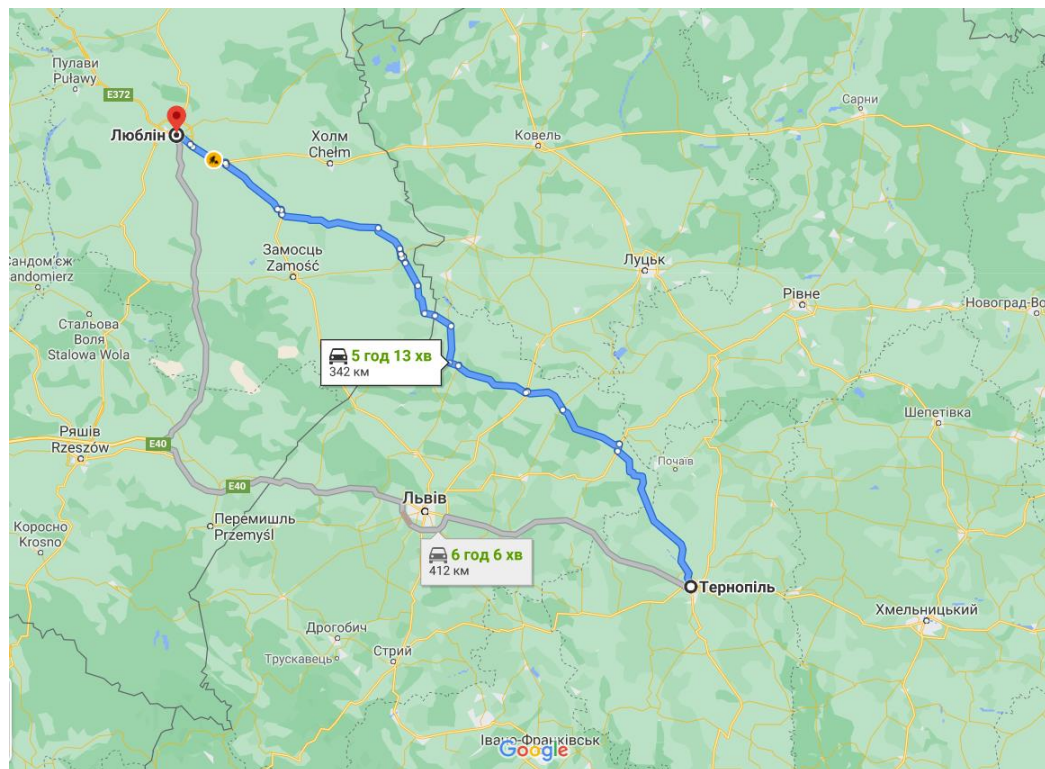 Пулави
Puławy
E372
Люблін
Холм
Chełm
Ковель
Сарни
Сандом'єж
andomierz
Замосць
Zamość
Луцьк
Рівне
Новоград-Во
Стальова
Воля
Stalowa Wola
5 год 13 хв
342 км
Шепетівка
Ряшів
Rzeszów
E40
Почаїв
E40
Львів
Коросно
Krosno
Перемишль
Przemyśl
6 год 6 хв
412 км
Тернопіль
Хмельницький
Дрогобич
Трускавець
Стрий
Івано-Франківськ
Google